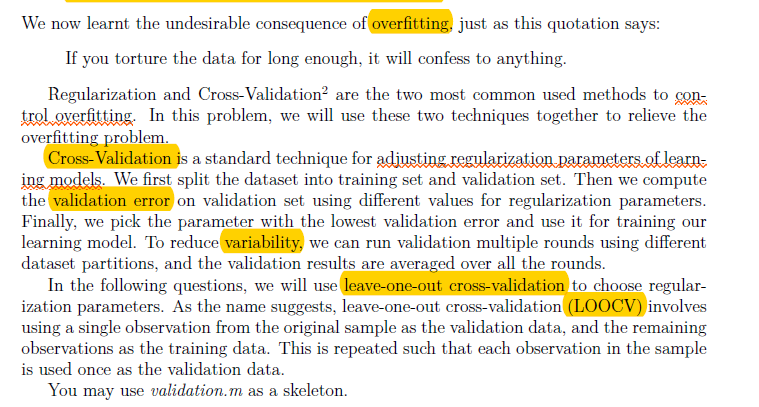 We now learnt the undesirable consequence of overfitting, just as this quotation says:
If you torture the data for long enough, it will confess to anything.
Regularization and Cross-Validation² are the two most common used methods to con-
trol overfitting. In this problem, we will use these two techniques together to relieve the
overfitting problem.
Cross-Validation is a standard technique for adjusting regularization parameters of learn-
ing models. We first split the dataset into training set and validation set. Then we compute
the validation error on validation set using different values for regularization parameters.
Finally, we pick the parameter with the lowest validation error and use it for training our
learning model. To reduce variability, we can run validation multiple rounds using different
dataset partitions, and the validation results are averaged over all the rounds.
In the following questions, we will use leave-one-out cross-validation to choose regular-
ization parameters. As the name suggests, leave-one-out cross-validation (LOOCV) involves
using a single observation from the original sample as the validation data, and the remaining
observations as the training data. This is repeated such that each observation in the sample
is used once as the validation data.
You may use validation.m as a skeleton.